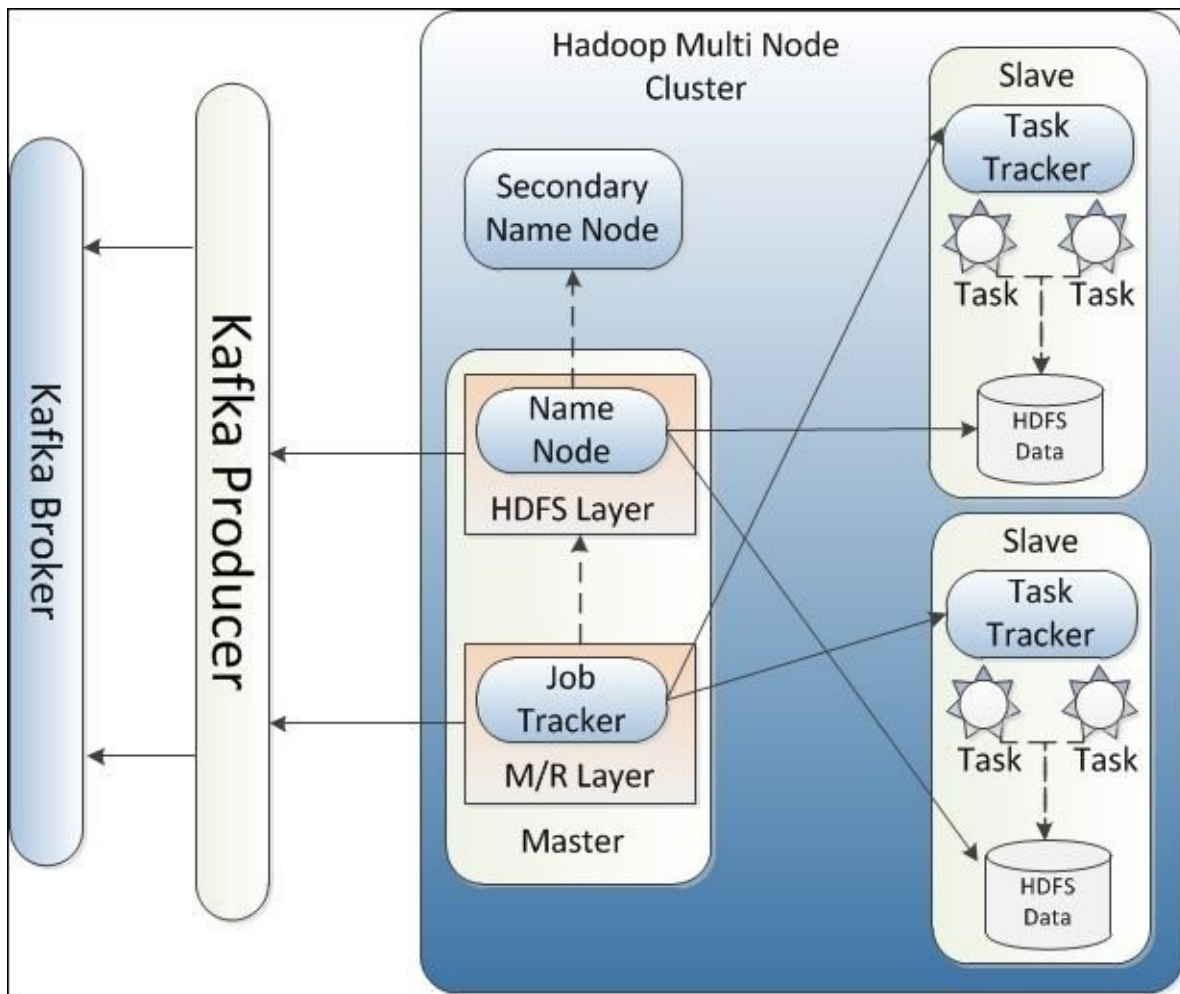 Hadoop Multi Node
Cluster
Kafka Broker
Kafka Producer
Secondary
Name Node
Name
Node
HDFS Layer
Job
Tracker
M/R Layer
Master
Slave
Task
Tracker
Task
Task
HDFS
Data
Slave
Task
Tracker
Task
Task
HDFS
Data